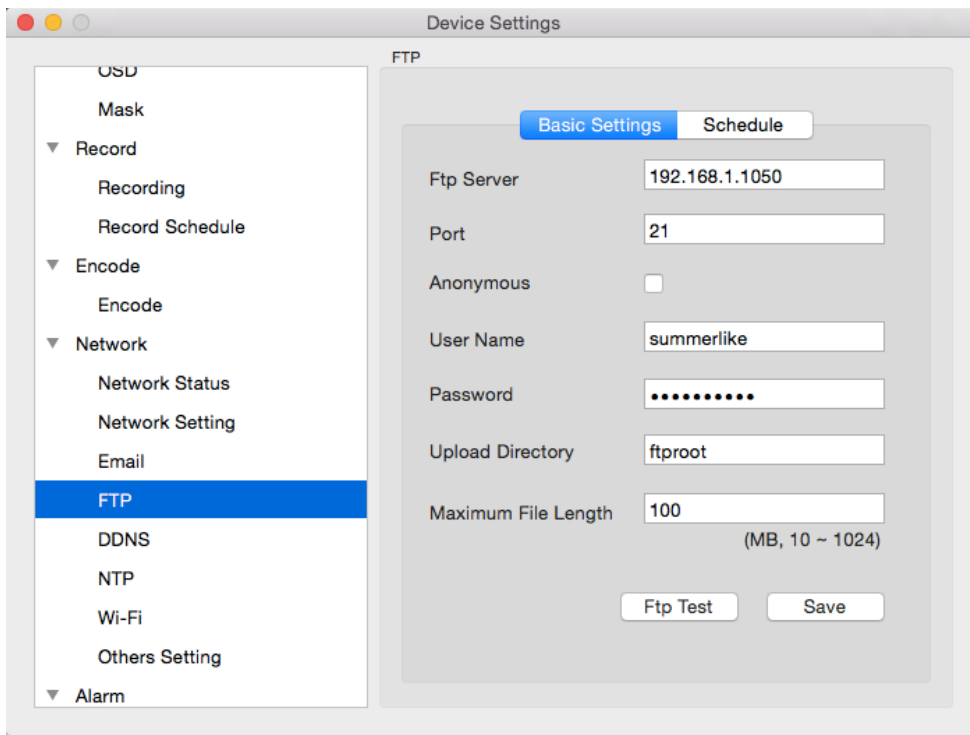 Device Settings
OSD
Mask
Record
Recording
Record Schedule
Encode
Encode
Network
Network Status
Network Setting
Email
FTP
DDNS
NTP
Wi-Fi
Others Setting
Alarm
FTP
Basic Settings Schedule
Ftp Server 192.168.1.1050
Port 21
Anonymous
User Name summerlike
Password ••••••••••
Upload Directory ftproot
Maximum File Length 100
(MB, 10 ~ 1024)
Ftp Test Save